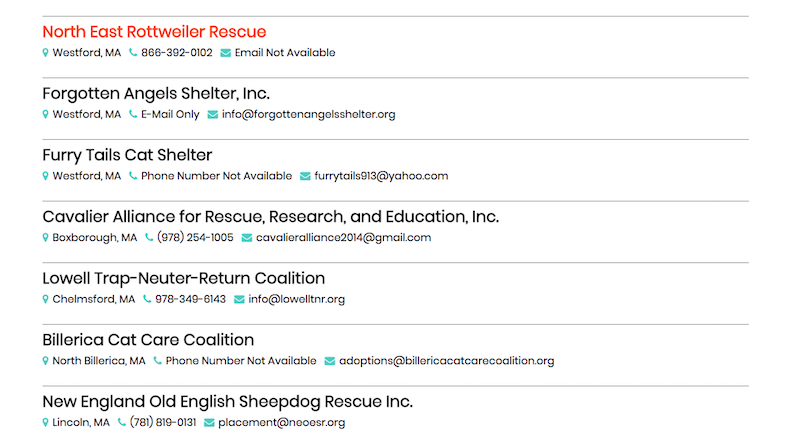 North East Rottweiler Rescue
Westford, MA 866-392-0102 Email Not Available
Forgotten Angels Shelter, Inc.
Westford, MA E-Mail Only info@forgottenangelsshelter.org
Furry Tails Cat Shelter
Westford, MA Phone Number Not Available furrytails913@yahoo.com
Cavalier Alliance for Rescue, Research, and Education, Inc.
Boxborough, MA (978) 254-1005 cavalieralliance2014@gmail.com
Lowell Trap-Neuter-Return Coalition
Chelmsford, MA 978-349-6143 info@lowelltnr.org
Billerica Cat Care Coalition
North Billerica, MA Phone Number Not Available adoptions@billericacatcarecoalition.org
New England Old English Sheepdog Rescue Inc.
Lincoln, MA (781) 819-0131 placement@neoesr.org